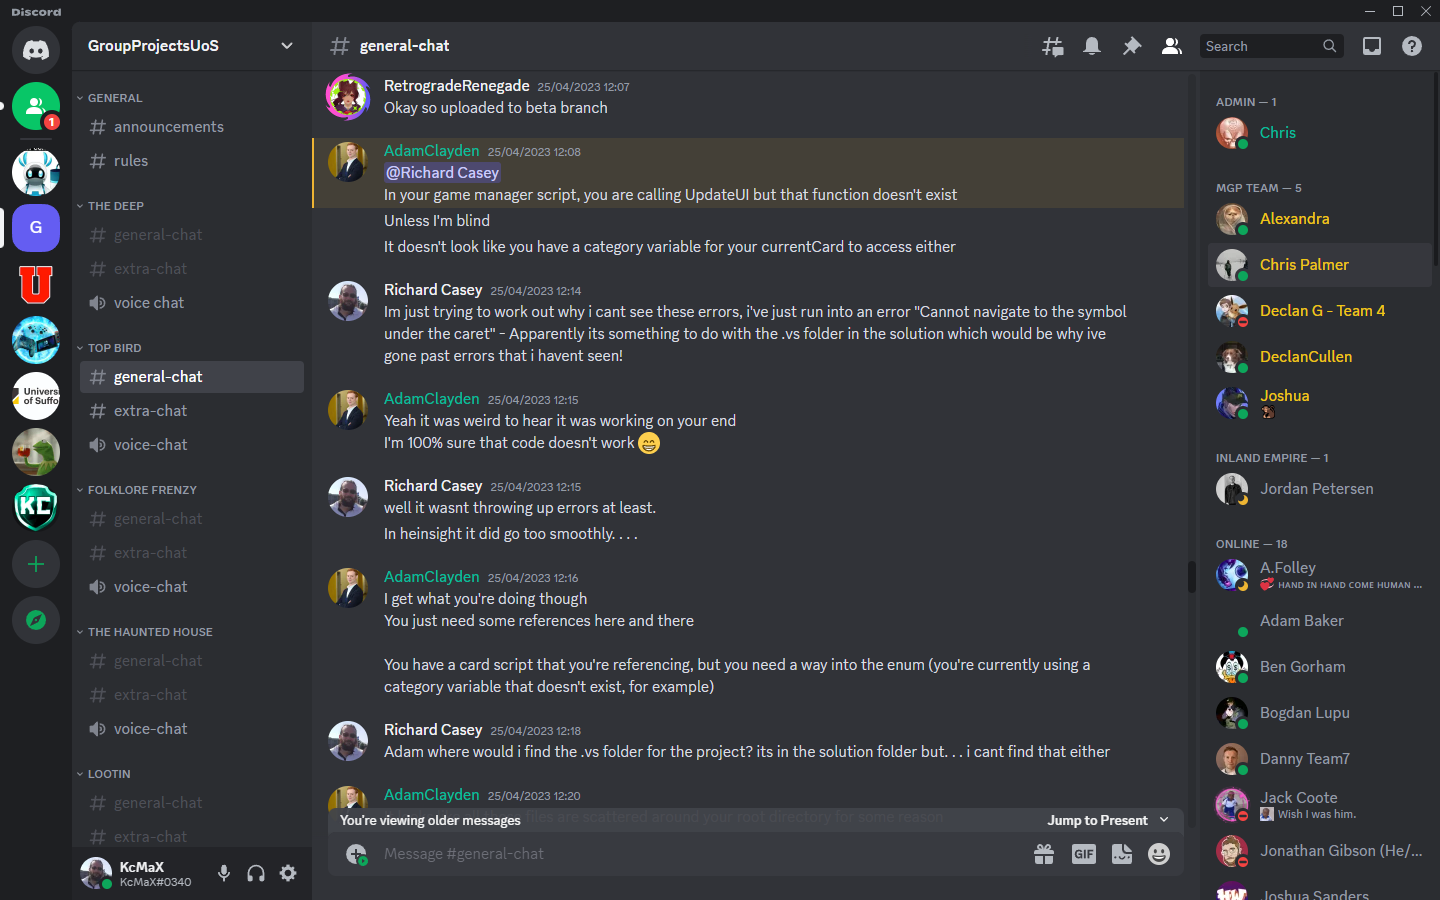 Discord
GroupProjectsUoS
GENERAL
announcements
rules
THE DEEP
general-chat
extra-chat
voice chat
TOP BIRD
general-chat
extra-chat
voice-chat
FOLKLORE FRENZY
general-chat
extra-chat
voice-chat
THE HAUNTED HOUSE
general-chat
extra-chat
voice-chat
LOOTIN
general-chat
extra-chat
1
G
U
Univers
of Suffo
KC
KcMaX
KcMaX#0340
general-chat
Search
RetrogradeRenegade 25/04/2023 12:07
Okay so uploaded to beta branch
AdamClayden 25/04/2023 12:08
@Richard Casey
In your game manager script, you are calling UpdateUI but that function doesn't exist
Unless I'm blind
It doesn't look like you have a category variable for your currentCard to access either
Richard Casey 25/04/2023 12:14
Im just trying to work out why i cant see these errors, i've just run into an error "Cannot navigate to the symbol
under the caret" - Apparently its something to do with the .vs folder in the solution which would be why ive
gone past errors that i havent seen!
AdamClayden 25/04/2023 12:15
Yeah it was weird to hear it was working on your end
I'm 100% sure that code doesn't work 😄
Richard Casey 25/04/2023 12:15
well it wasnt throwing up errors at least.
In heinsight it did go too smoothly. . . .
AdamClayden 25/04/2023 12:16
I get what you're doing though
You just need some references here and there
You have a card script that you're referencing, but you need a way into the enum (you're currently using a
category variable that doesn't exist, for example)
Richard Casey 25/04/2023 12:18
Adam where would i find the .vs folder for the project? its in the solution folder but. . . i cant find that either
AdamClayden 25/04/2023 12:20
are scattered around your root directory for some reason
You're viewing older messages
Jump to Present
Message #general-chat
GIF
ADMIN — 1
Chris
MGP TEAM — 5
Alexandra
Chris Palmer
Declan G - Team 4
DeclanCullen
Joshua
INLAND EMPIRE — 1
Jordan Petersen
ONLINE — 18
A.Folley
💞 HAND IN HAND COME HUMAN ...
Adam Baker
Ben Gorham
Bogdan Lupu
Danny Team7
Jack Coote
Wish I was him.
Jonathan Gibson (He/...
Joshua Sanders